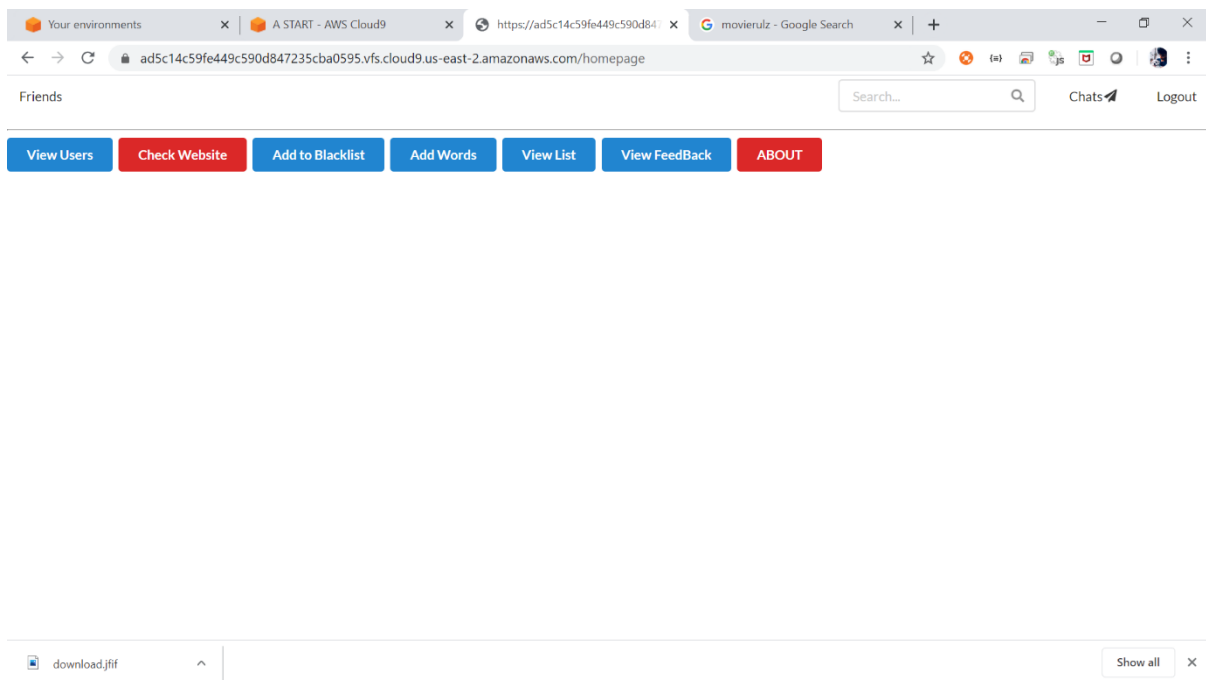 Your environments
A START - AWS Cloud9
https://ad5c14c59fe449c590d847
movierulz - Google Search
ad5c14c59fe449c590d847235cba0595.vfs.cloud9.us-east-2.amazonaws.com/homepage
Friends Search... Chats Logout
View Users Check Website Add to Blacklist Add Words View List View FeedBack ABOUT
download.jfif Show all